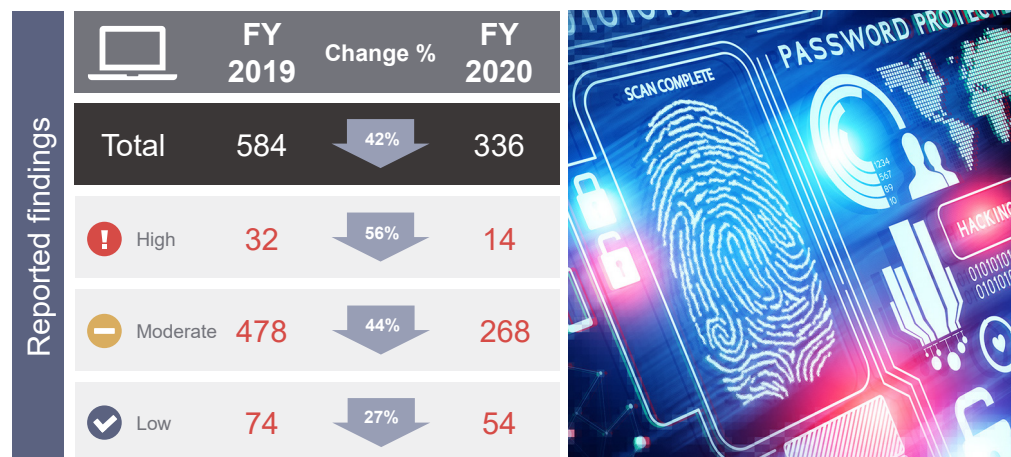 Reported findings
FY 2019
Change %
FY 2020
Total 584 42% 336
High 32 56% 14
Moderate 478 44% 268
Low 74 27% 54
SCAN COMPLETE
PASSWORD
1234
567
89
10
HACKING